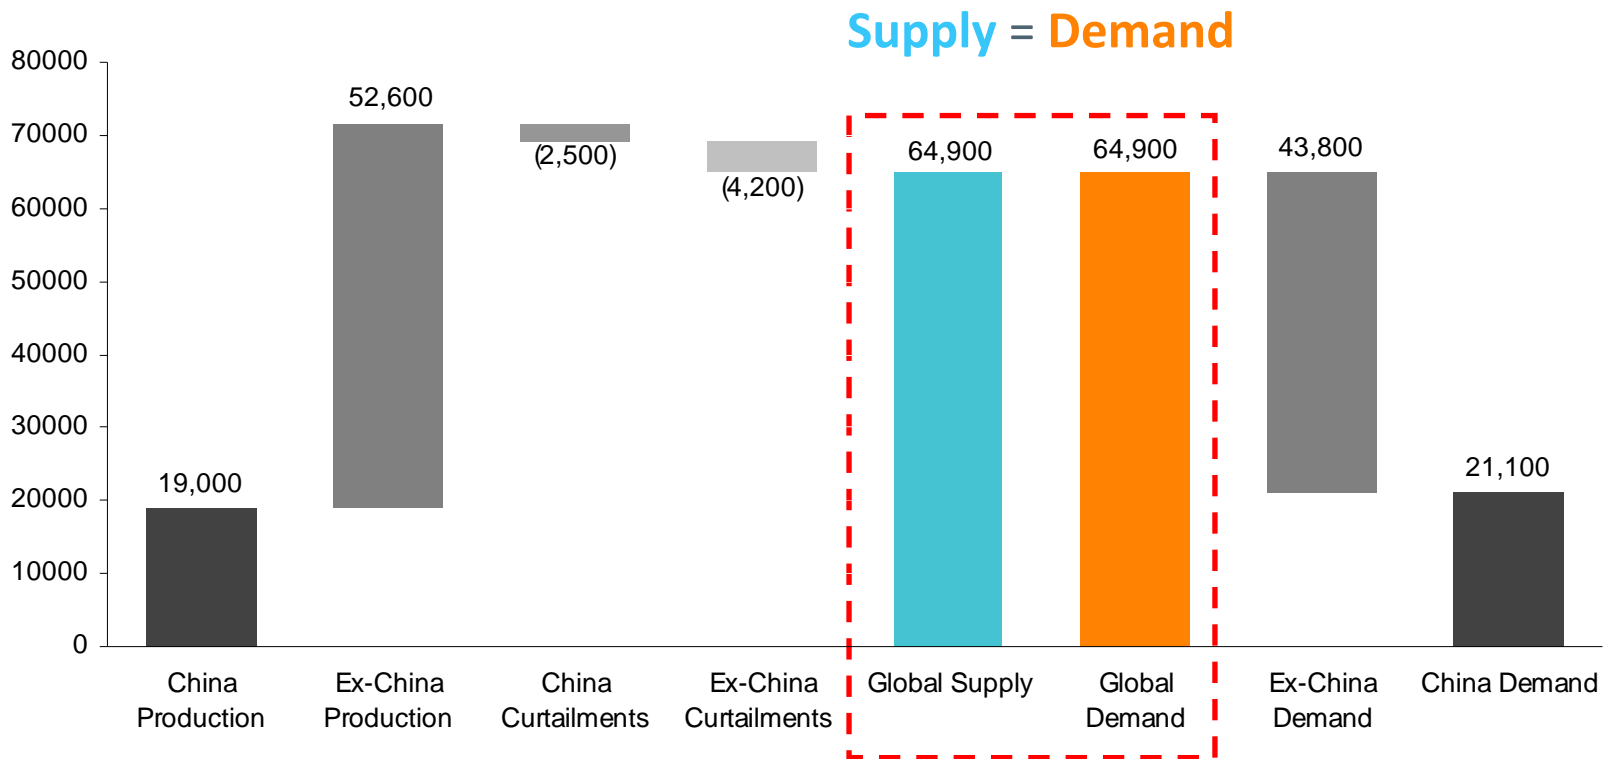 Supply = Demand
80000
70000
60000
50000
40000
30000
20000
10000
0
19,000
52,600
(2,500)
(4,200)
64,900
64,900
43,800
21,100
China
Production
Ex-China
Production
China
Curtailments
Ex-China
Curtailments
Global Supply
Global
Demand
Ex-China
Demand
China Demand